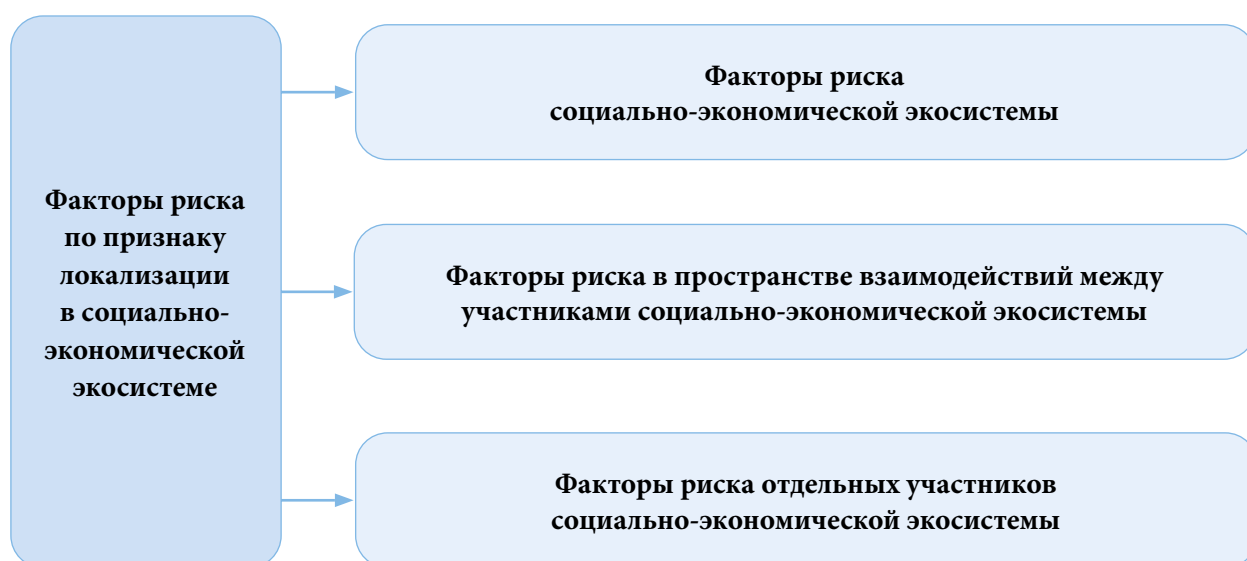 Факторы риска
по признаку
локализации
в социально-
экономической
экосистеме
Факторы риска
социально-экономической экосистемы
Факторы риска в пространстве взаимодействий между
участниками социально-экономической экосистемы
Факторы риска отдельных участников
социально-экономической экосистемы